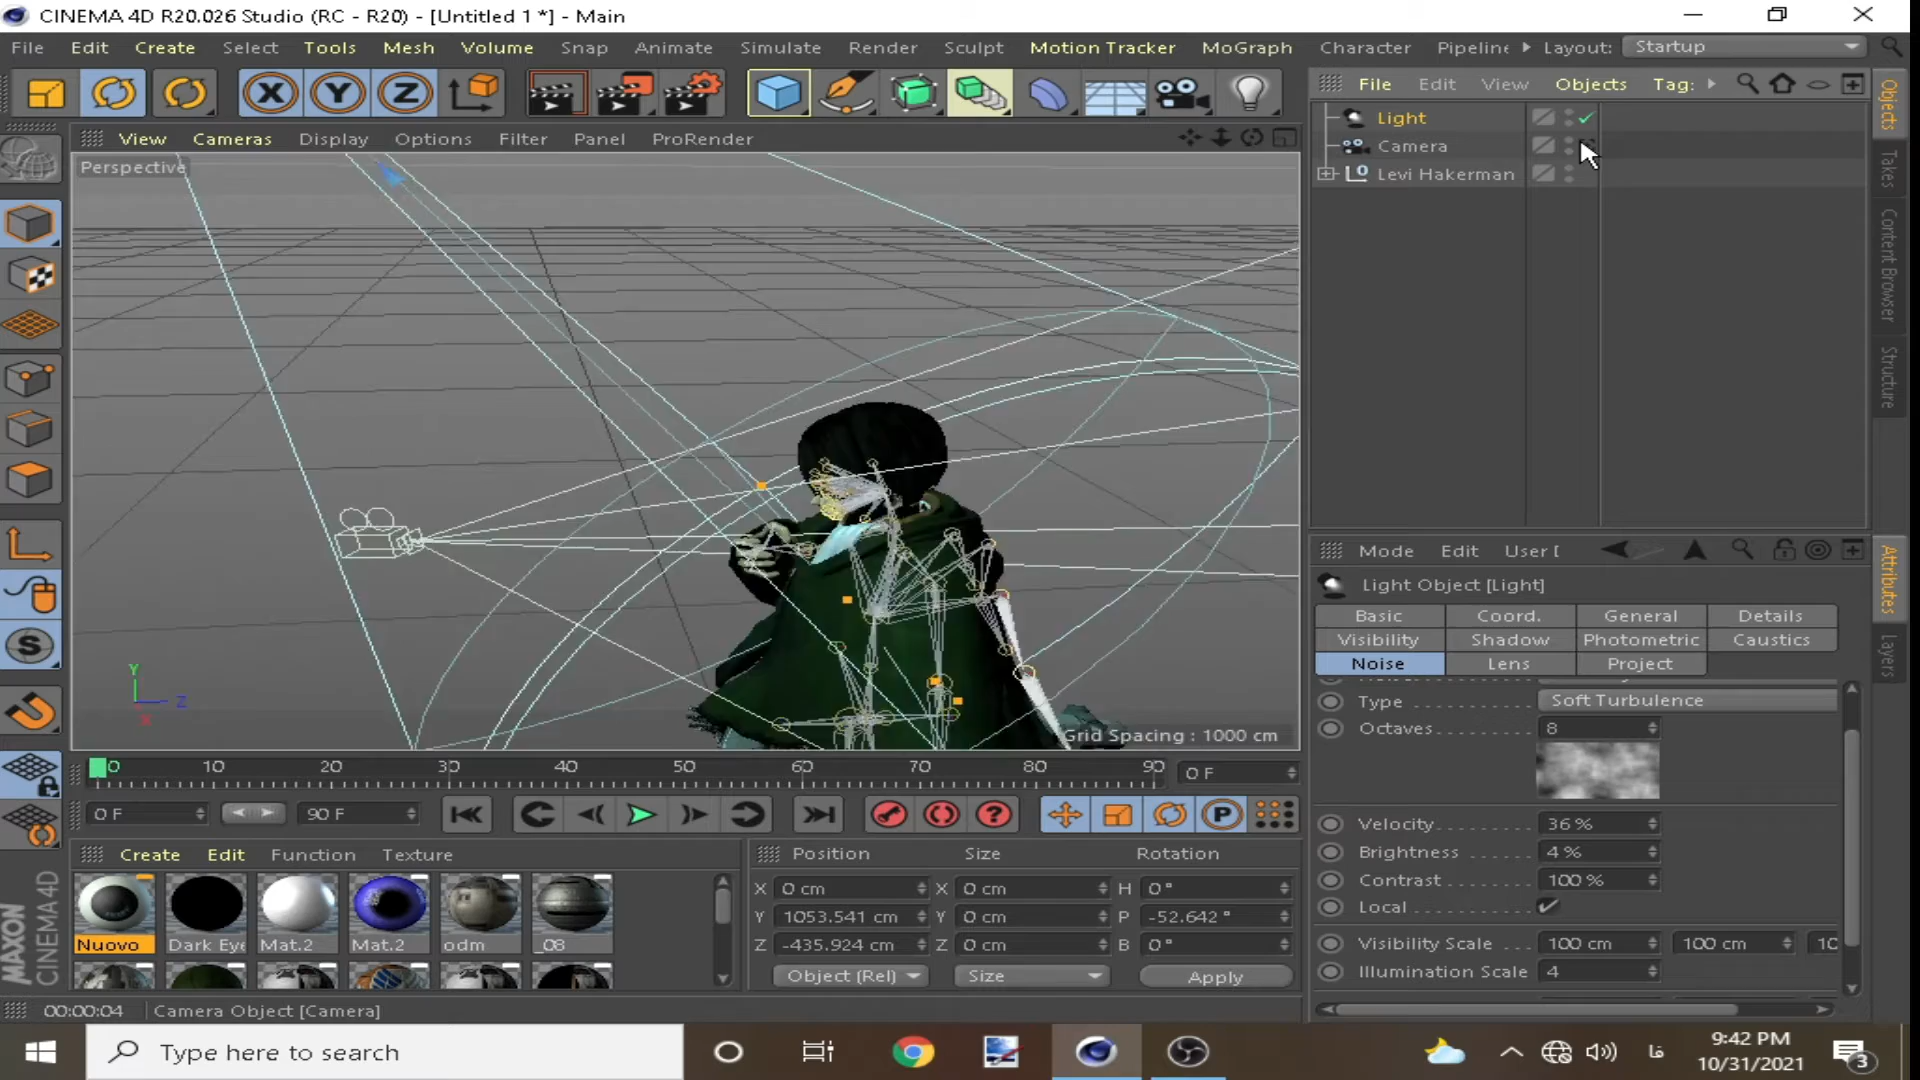 CINEMA 4D R20.026 Studio (RC - R20) - [Untitled 1 *] - Main
File Edit Create Select Tools Mesh Volume Snap Animate Simulate Render Sculpt Motion Tracker MoGraph Character Pipeline Layout: Startup
X Y Z
File Edit View Objects Tag:
View Cameras Display Options Filter Panel ProRender
Perspective
Light
Camera
Levi Hakerman
Objects
Takes
Content Browser
Structure
Y
Z
X
Grid Spacing : 1000 cm
Mode Edit User
Light Object [Light]
Basic Coord. General Details
Visibility Shadow Photometric Caustics
Noise Lens Project
Attributes
Layers
Type Soft Turbulence
Octaves 8
Velocity 36 %
Brightness 4 %
Contrast 100 %
Local
Visibility Scale 100 cm 100 cm 10
Illumination Scale 4
0 10 20 30 40 50 60 70 80 90 0 F
0 F 90 F
P
Create Edit Function Texture
Nuovo Dark Eye Mat.2 Mat.2 odm _08
MAXON
CINEMA 4D
Position Size Rotation
X 0 cm X 0 cm H 0 °
Y 1053.541 cm Y 0 cm P -52.642 °
Z -435.924 cm Z 0 cm B 0 °
Object (Rel) Size Apply
00:00:04 Camera Object [Camera]
Type here to search
9:42 PM
10/31/2021
فا
3